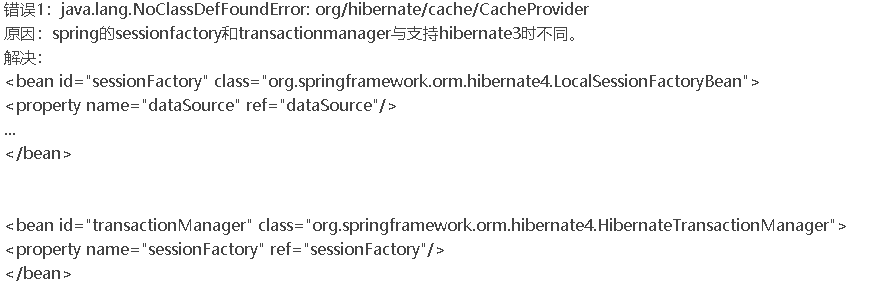 错误1：java.lang.NoClassDefFoundError: org/hibernate/cache/CacheProvider
原因：spring的sessionfactory和transactionmanager与支持hibernate3时不同。
解决：
<bean id="sessionFactory" class="org.springframework.orm.hibernate4.LocalSessionFactoryBean">
<property name="dataSource" ref="dataSource"/>
...
</bean>
<bean id="transactionManager" class="org.springframework.orm.hibernate4.HibernateTransactionManager">
<property name="sessionFactory" ref="sessionFactory"/>
</bean>